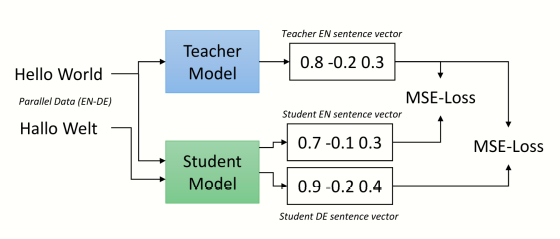 Teacher EN sentence vector
Teacher
Model
0.8 -0.2 0.3
Hello World
Parallel Data (EN-DE)
Hallo Welt
MSE-Loss
Student EN sentence vector
0.7 -0.1 0.3
MSE-Loss
Student
Model
0.9 -0.2 0.4
Student DE sentence vector